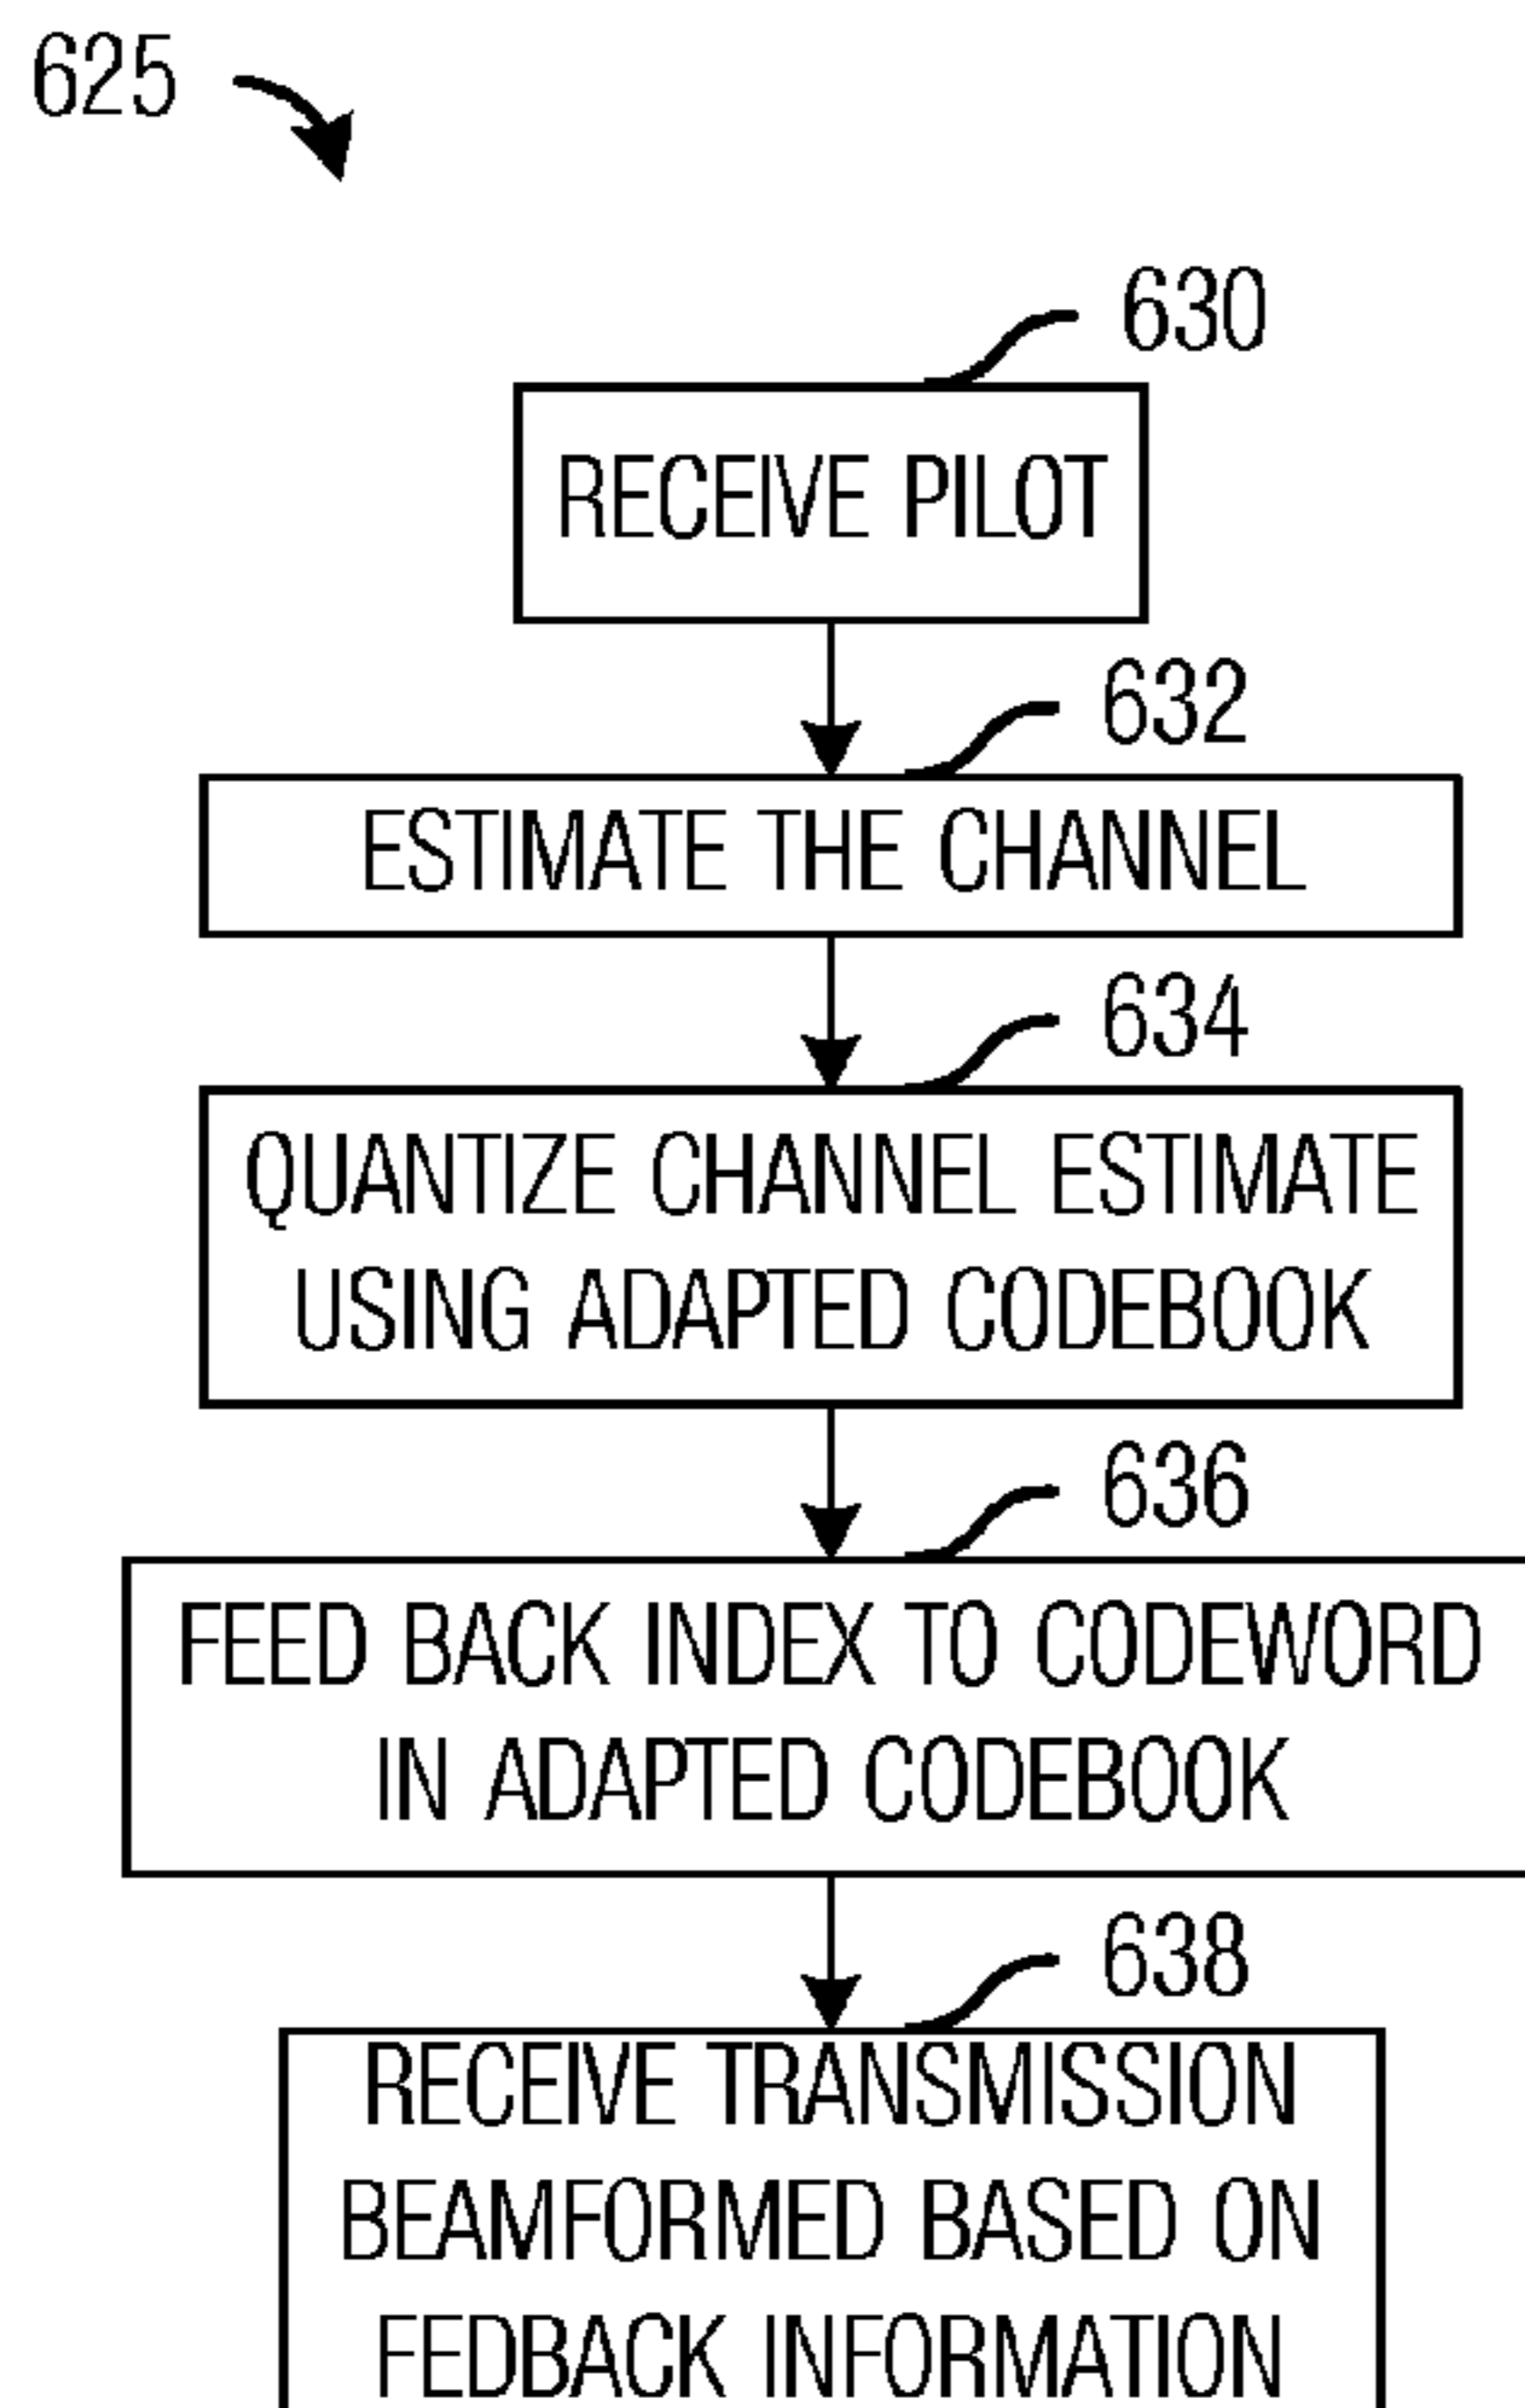 625
630
RECEIVE PILOT
632
ESTIMATE THE CHANNEL
634
QUANTIZE CHANNEL ESTIMATE
USING ADAPTED CODEBOOK
636
FEED BACK INDEX TO CODEWORD
IN ADAPTED CODEBOOK
638
RECEIVE TRANSMISSION
BEAMFORMED BASED ON
FEDBACK INFORMATION